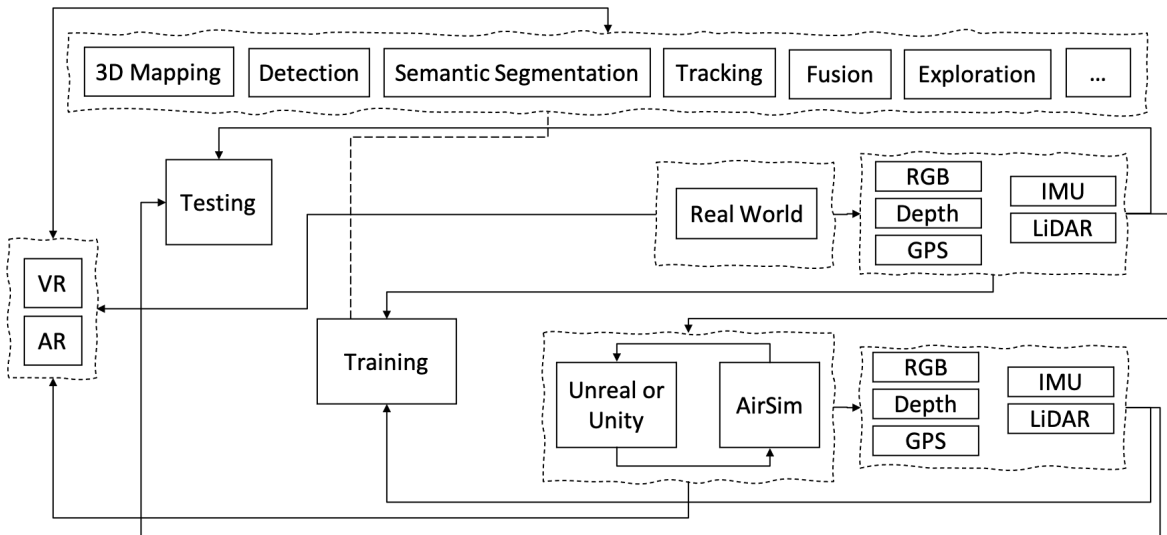 3D Mapping
Detection
Semantic Segmentation
Tracking
Fusion
Exploration
...
Testing
Real World
RGB
Depth
GPS
IMU
LiDAR
VR
AR
Training
Unreal or
Unity
AirSim
RGB
Depth
GPS
IMU
LiDAR